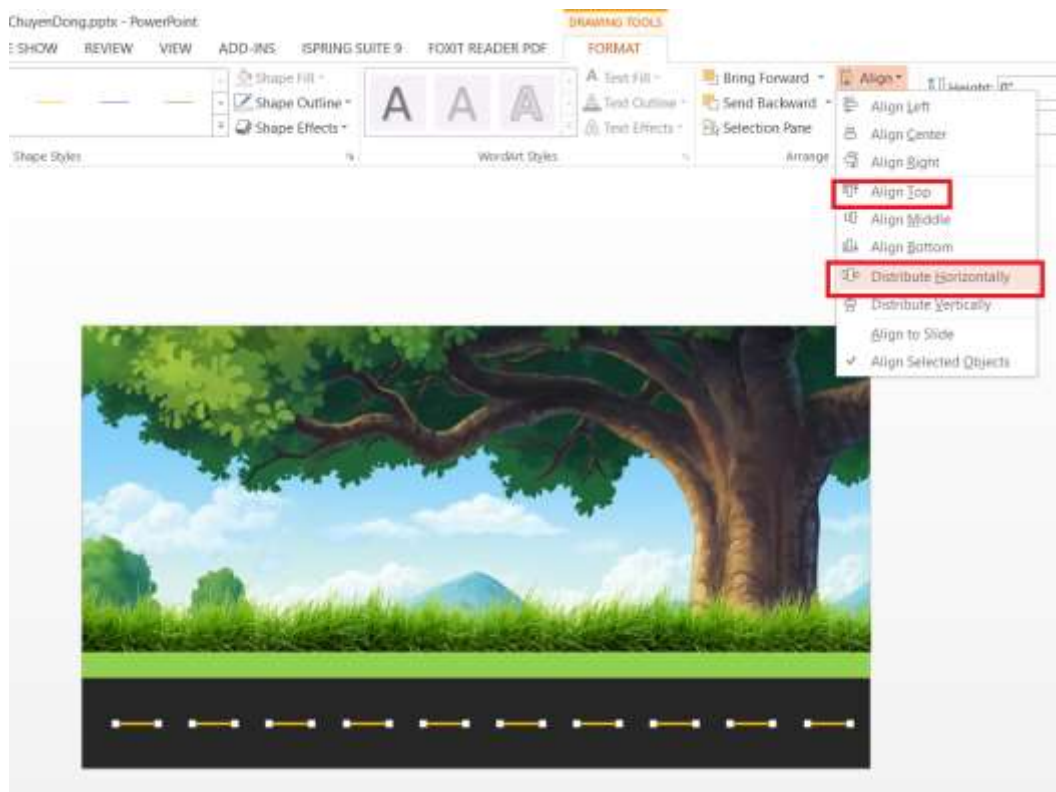 ChuyenDong.pptx - PowerPoint
DRAWING TOOLS
E SHOW REVIEW VIEW ADD-INS ISPRING SUITE 9 FOXIT READER PDF FORMAT
Shape Fill
Shape Outline
Shape Effects
Shape Styles
A A A
WordArt Styles
A Text Fill
A Text Outline
Text Effects
Bring Forward
Send Backward
Selection Pane
Arrange
Align
Height: 0"
Align Left
Align Center
Align Right
Align Top
Align Middle
Align Bottom
Distribute Horizontally
Distribute Vertically
Align to Slide
Align Selected Objects